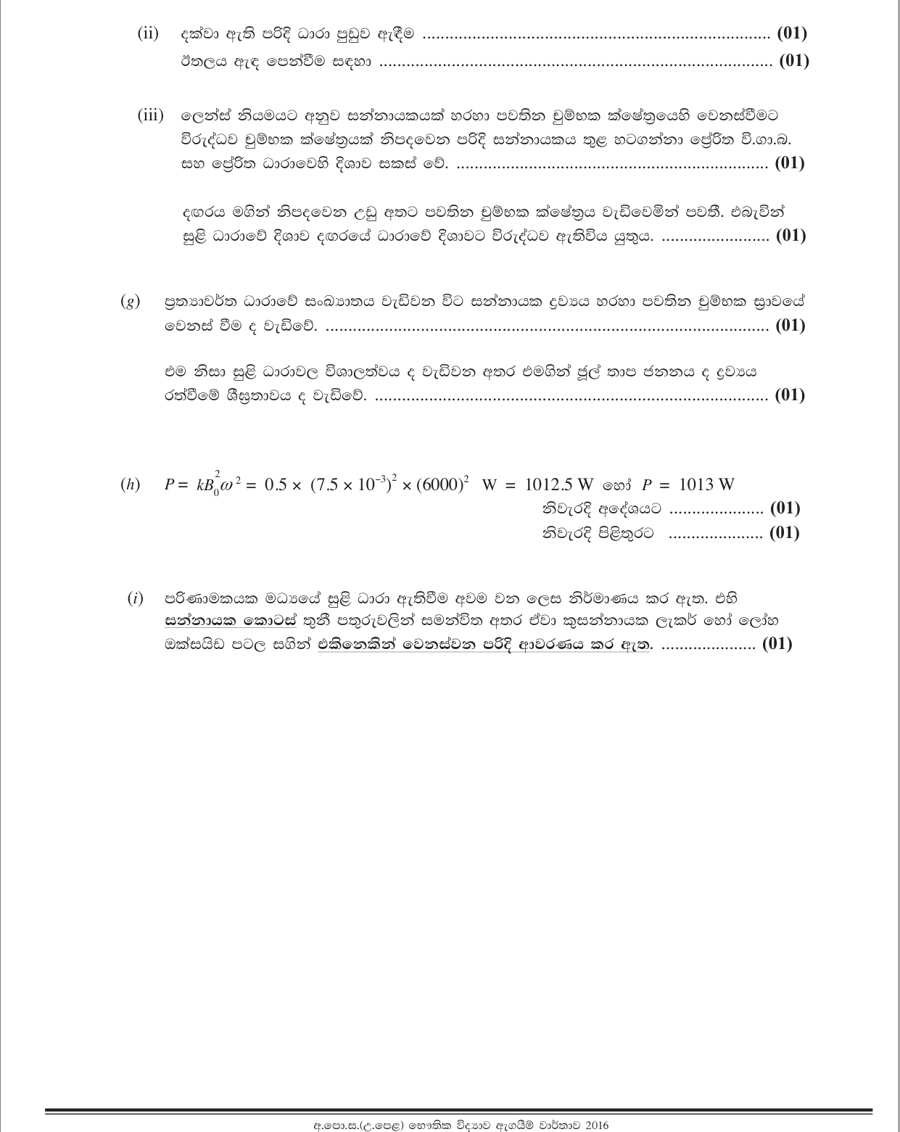 (ii) දක්වා ඇති පරිදි ධාරා පුඩුව ඇඳීම ............................................................................. (01)
ඊතලය ඇඳ පෙන්වීම සඳහා ....................................................................................... (01)
(iii) ලෙන්ස් නියමයට අනුව සන්නායකයක් හරහා පවතින චුම්භක ක්ෂේත්‍රයෙහි වෙනස්වීමට
විරුද්ධව චුම්භක ක්ෂේත්‍රයක් නිපදවෙන පරිදි සන්නායකය තුළ හටගන්නා ප්‍රේරිත වි.ගා.බ.
සහ ප්‍රේරිත ධාරාවෙහි දිශාව සකස් වේ. ..................................................................... (01)
දඟරය මගින් නිපදවෙන උඩු අතට පවතින චුම්භක ක්ෂේත්‍රය වැඩිවෙමින් පවතී. එබැවින්
සුළි ධාරාවේ දිශාව දඟරයේ ධාරාවේ දිශාවට විරුද්ධව ඇතිවිය යුතුය. ........................ (01)
(g) ප්‍රත්‍යාවර්ත ධාරාවේ සංඛ්‍යාතය වැඩිවන විට සන්නායක ද්‍රව්‍යය හරහා පවතින චුම්භක ස්‍රාවයේ
වෙනස් වීම ද වැඩිවේ. .................................................................................................. (01)
එම නිසා සුළි ධාරාවල විශාලත්වය ද වැඩිවන අතර එමගින් ජූල් තාප ජනනය ද ද්‍රව්‍යය
රත්වීමේ ශීඝ්‍රතාවය ද වැඩිවේ. ....................................................................................... (01)
(h) P = kB₀²ω² = 0.5 × (7.5 × 10⁻³)² × (6000)² W = 1012.5 W හෝ P = 1013 W
නිවැරදි අදේශයට ..................... (01)
නිවැරදි පිළිතුරට ..................... (01)
(i) පරිණාමකයක මධ්‍යයේ සුළි ධාරා ඇතිවීම අවම වන ලෙස නිර්මාණය කර ඇත. එහි
සන්නායක කොටස් තුනී පතුරුවලින් සමන්විත අතර ඒවා කුසන්නායක ලැකර් හෝ ලෝහ
ඔක්සයිඩ පටල සගින් එකිනෙකින් වෙනස්වන පරිදි ආවරණය කර ඇත. ..................... (01)
අ.පො.ස.(උ.පෙළ) භෞතික විද්‍යාව ඇගයීම් වාර්තාව 2016